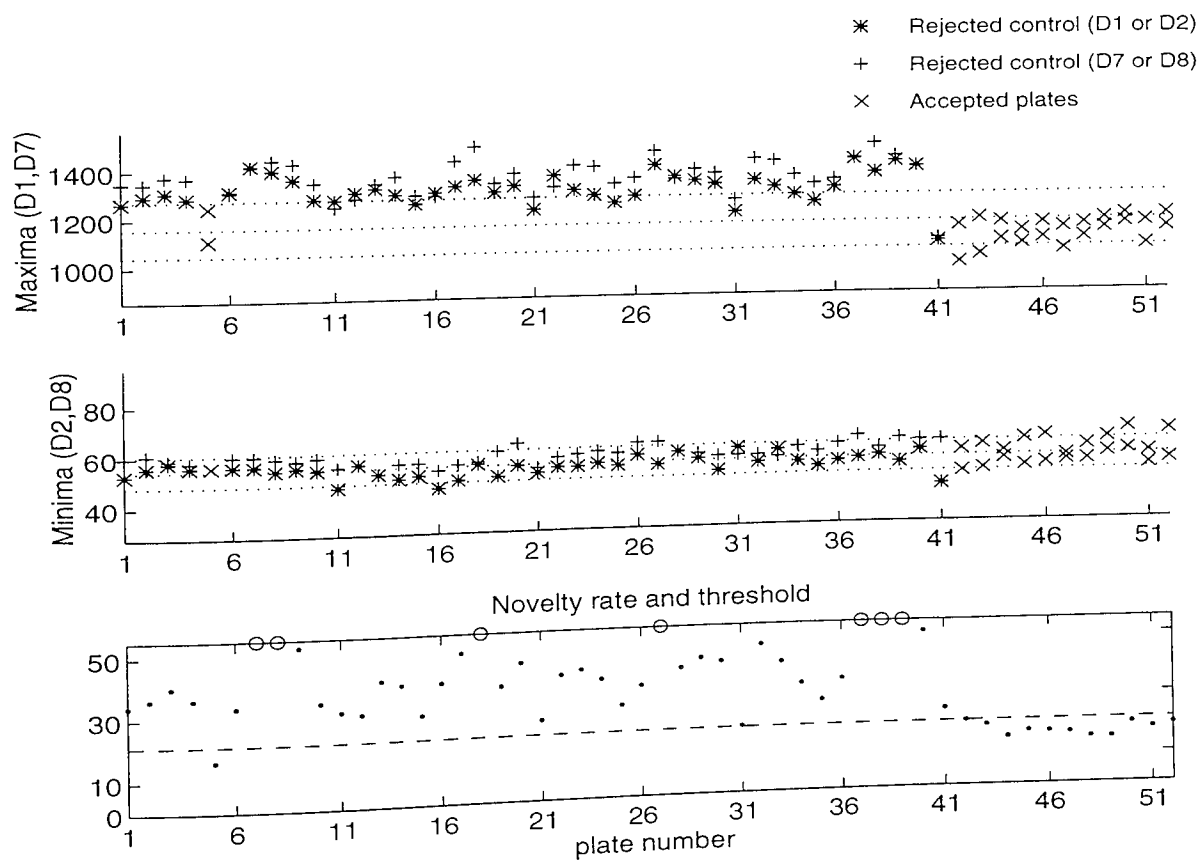 Rejected control (D1 or D2)
Rejected control (D7 or D8)
Accepted plates
Maxima (D1,D7)
1400
1200
1000
1 6 11 16 21 26 31 36 41 46 51
Minima (D2,D8)
80
60
40
1 6 11 16 21 26 31 36 41 46 51
Novelty rate and threshold
50
30
10
0
1 6 11 16 21 26 31 36 41 46 51
plate number